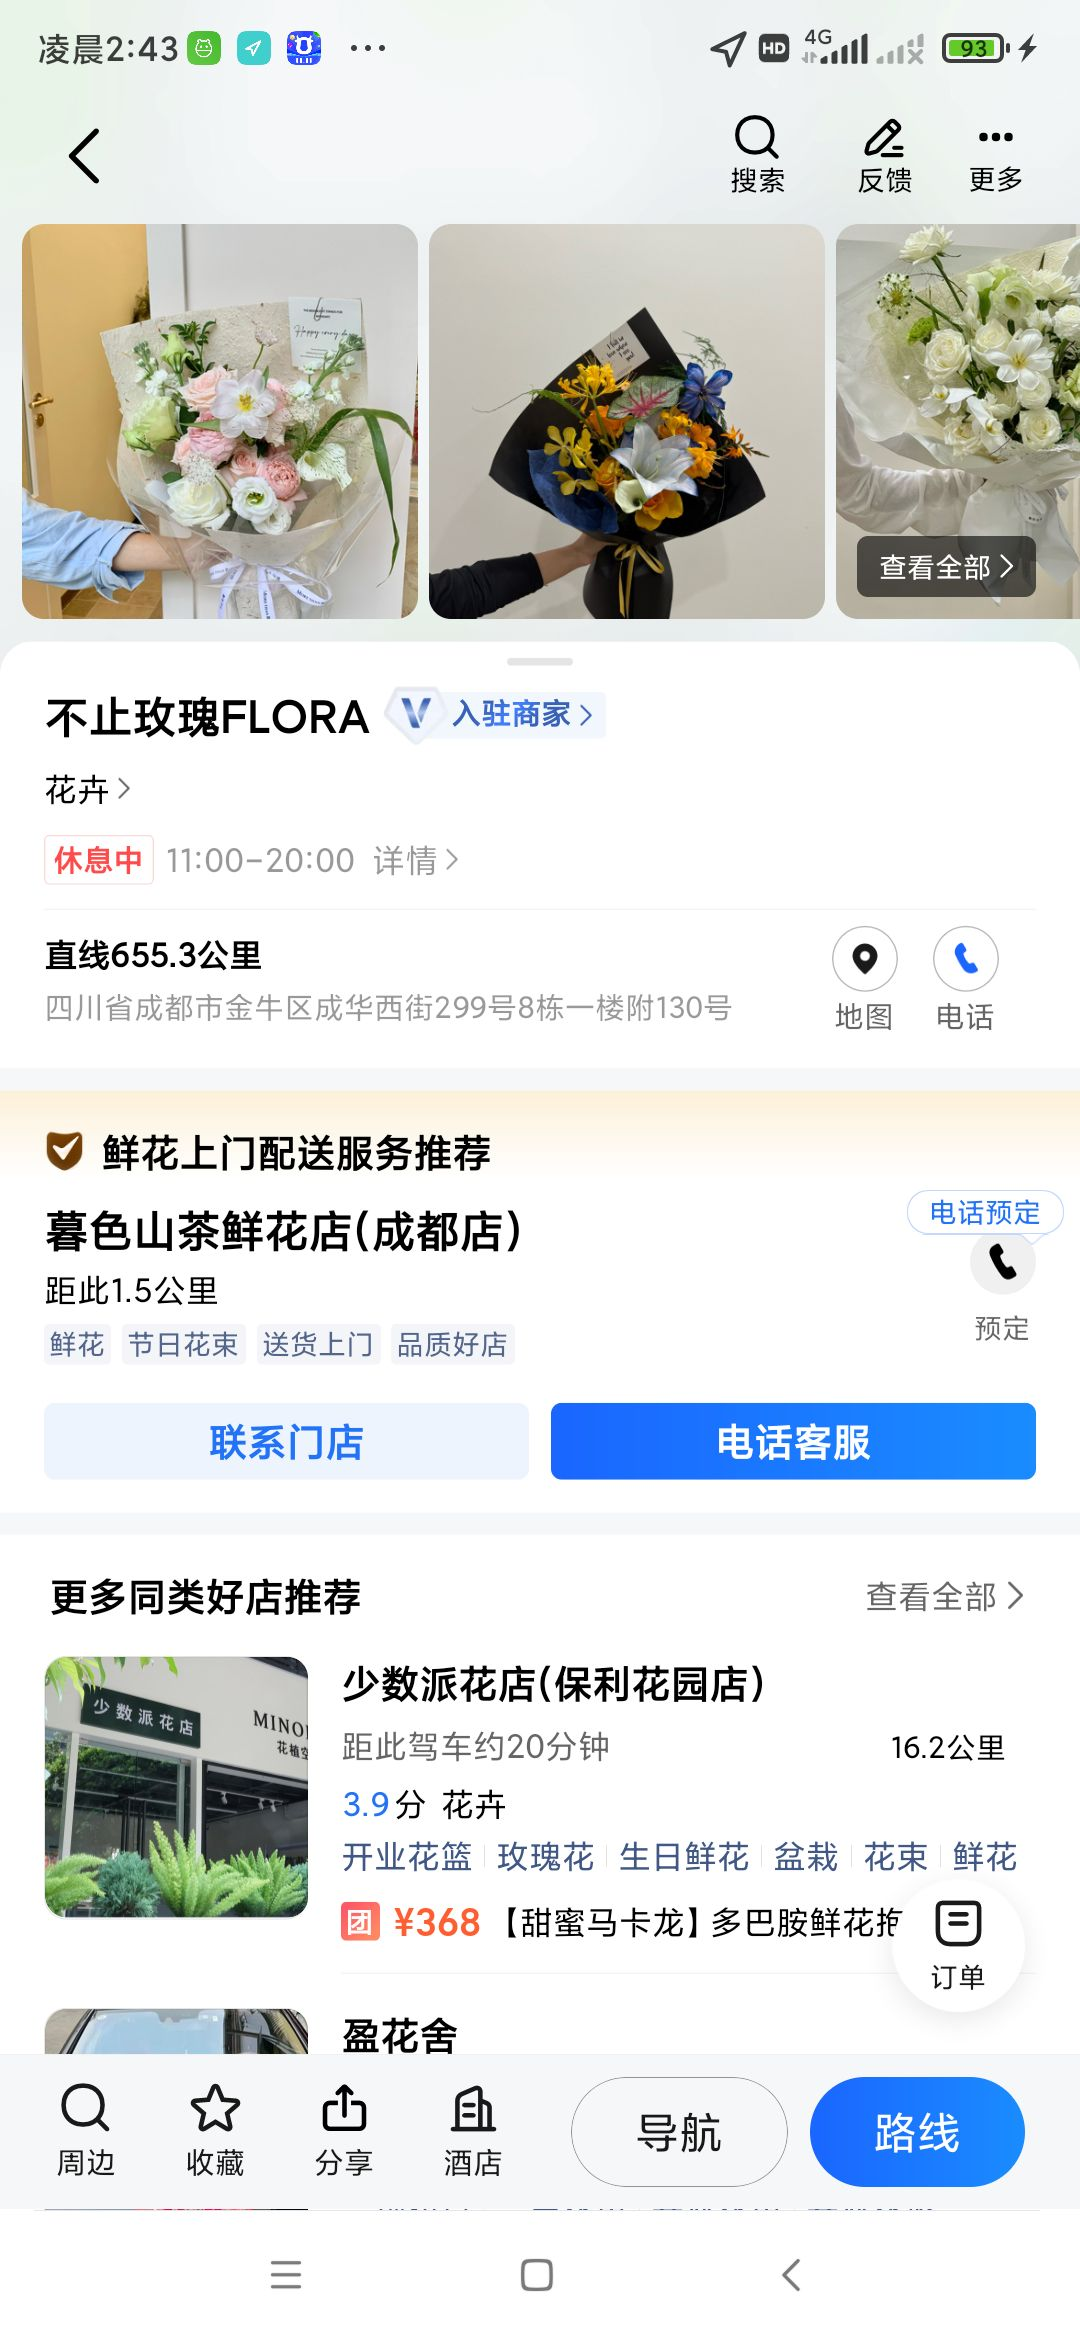 凌晨2:43
HD
4G
93
搜索
反馈
更多
查看全部
不止玫瑰FLORA
V 入驻商家
花卉
休息中 11:00-20:00 详情
直线655.3公里
四川省成都市金牛区成华西街299号8栋一楼附130号
地图
电话
鲜花上门配送服务推荐
暮色山茶鲜花店(成都店)
电话预定
距此1.5公里
预定
鲜花 节日花束 送货上门 品质好店
联系门店
电话客服
更多同类好店推荐
查看全部
少数派花店
MINO
花植
少数派花店(保利花园店)
距此驾车约20分钟
16.2公里
3.9分 花卉
开业花篮 玫瑰花 生日鲜花 盆栽 花束 鲜花
团 ¥368 【甜蜜马卡龙】多巴胺鲜花抱
订单
盈花舍
周边
收藏
分享
酒店
导航
路线